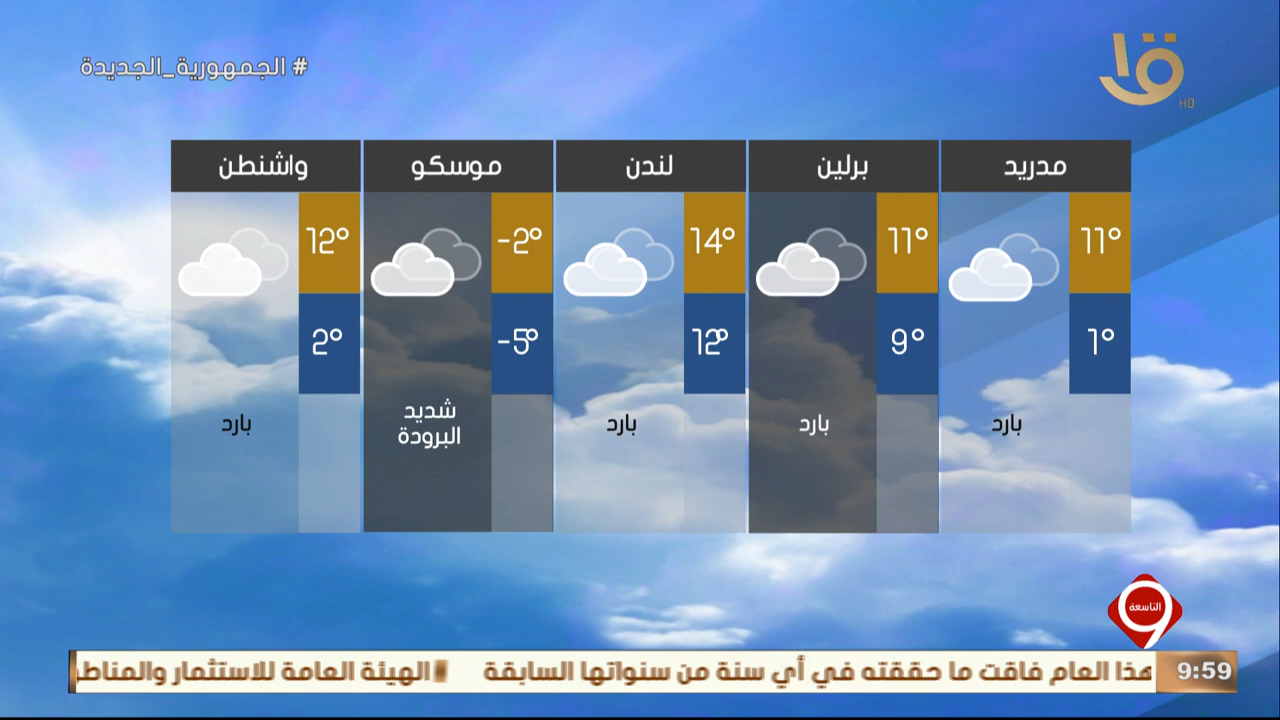 # الجمهورية_الجديدة
HD
مدريد
11°
1°
بارد
برلين
11°
9°
بارد
لندن
14°
12°
بارد
موسكو
-2°
-5°
شديد
البرودة
واشنطن
12°
2°
بارد
التاسعة
9
9:59
هذا العام فاقت ما حققته في أي سنة من سنواتها السابقة
الهيئة العامة للاستثمار